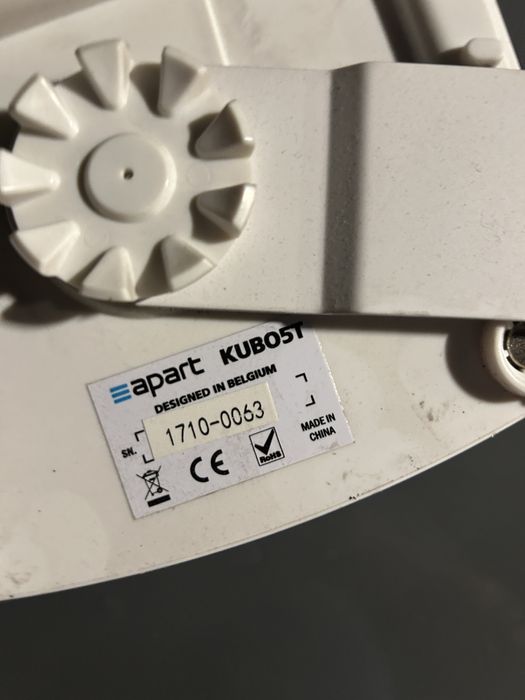 apart KUBO5T
DESIGNED IN BELGIUM
SN. 1710-0063
CE RoHS
MADE IN
CHINA